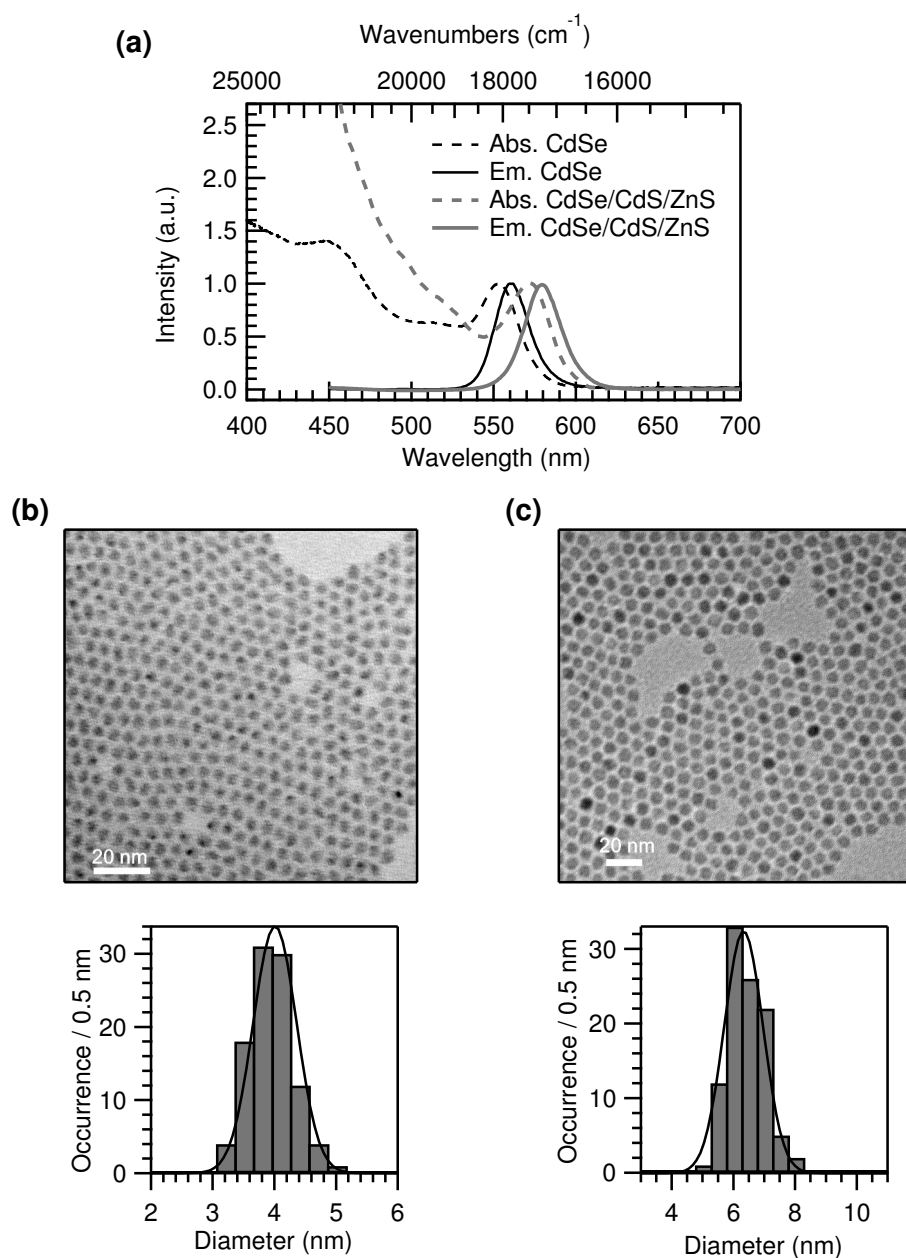 (a)
Wavenumbers (cm⁻¹)
25000 20000 18000 16000
2.5
2.0
1.5
1.0
0.5
0.0
Intensity (a.u.)
Abs. CdSe
Em. CdSe
Abs. CdSe/CdS/ZnS
Em. CdSe/CdS/ZnS
400 450 500 550 600 650 700
Wavelength (nm)
(b)
20 nm
(c)
20 nm
Occurrence / 0.5 nm
30
20
10
0
2 3 4 5 6
Diameter (nm)
Occurrence / 0.5 nm
30
20
10
0
4 6 8 10
Diameter (nm)